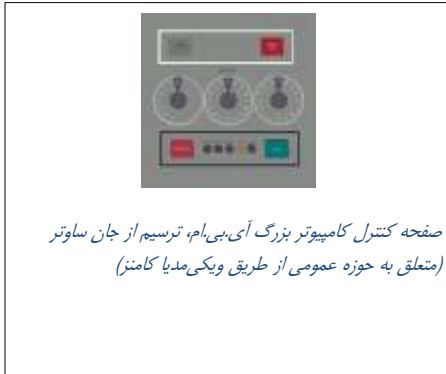 صفحه کنترل کامپیوتر بزرگ آی.بی.ام، ترسیم از جان ساوتر
(متعلق به حوزه عمومی از طریق ویکی‌مدیا کامنز)